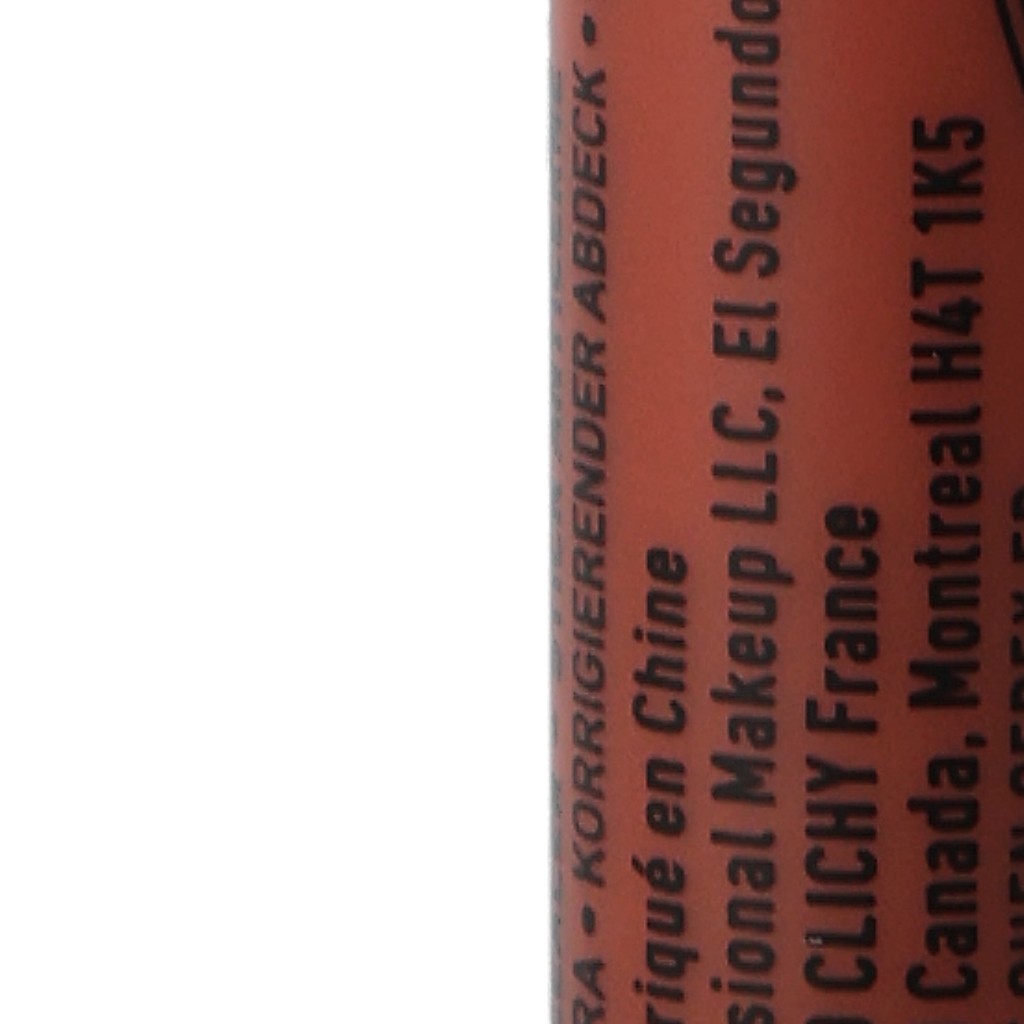 RA • KORRIGIERENDER ABDECK •
riqué en Chine
sional Makeup LLC, El Segundo
CLICHY France
Canada, Montreal H4T 1K5